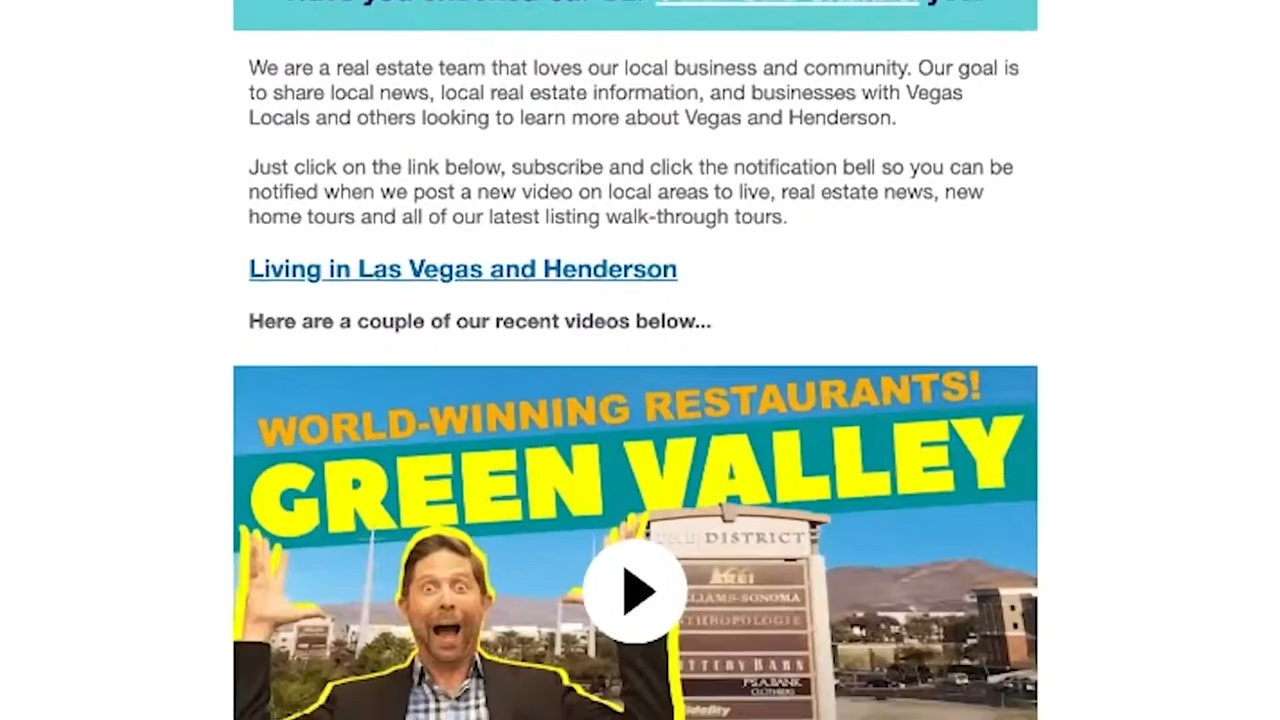 We are a real estate team that loves our local business and community. Our goal is
to share local news, local real estate information, and businesses with Vegas
Locals and others looking to learn more about Vegas and Henderson.
Just click on the link below, subscribe and click the notification bell so you can be
notified when we post a new video on local areas to live, real estate news, new
home tours and all of our latest listing walk-through tours.
Living in Las Vegas and Henderson
Here are a couple of our recent videos below...
WORLD-WINNING RESTAURANTS!
GREEN VALLEY
DISTRICT
REI
LIAMS-SONOMA
THROPOLOGIE
TTERY BARN
JOS.A.BANK
CLOTHIERS
Fidelity